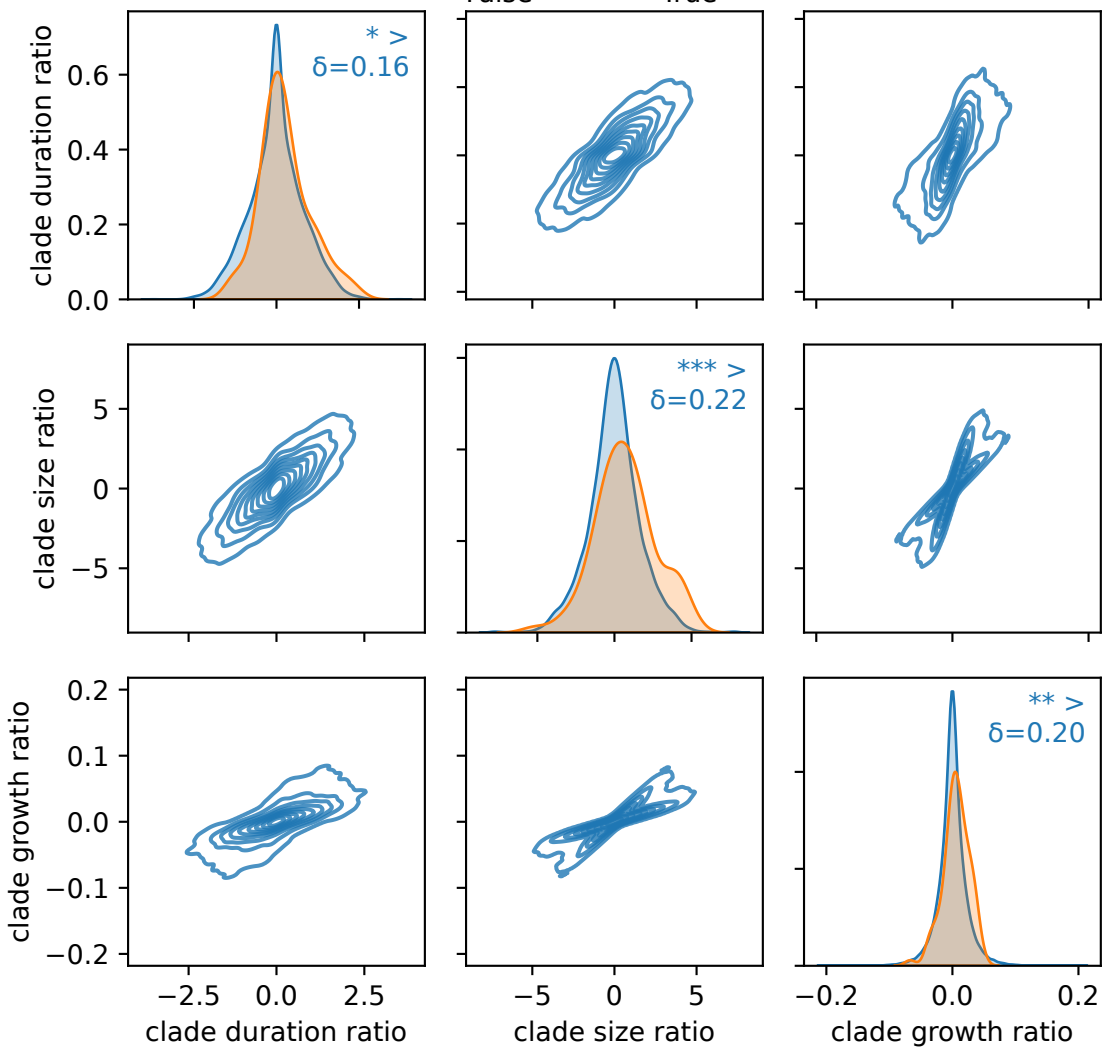 clade duration ratio
0.6
0.4
0.2
0.0
* >
δ=0.16
clade size ratio
5
0
−5
*** >
δ=0.22
clade growth ratio
0.2
0.1
0.0
−0.1
−0.2
** >
δ=0.20
−2.5 0.0 2.5
−5 0 5
−0.2 0.0 0.2
clade duration ratio
clade size ratio
clade growth ratio